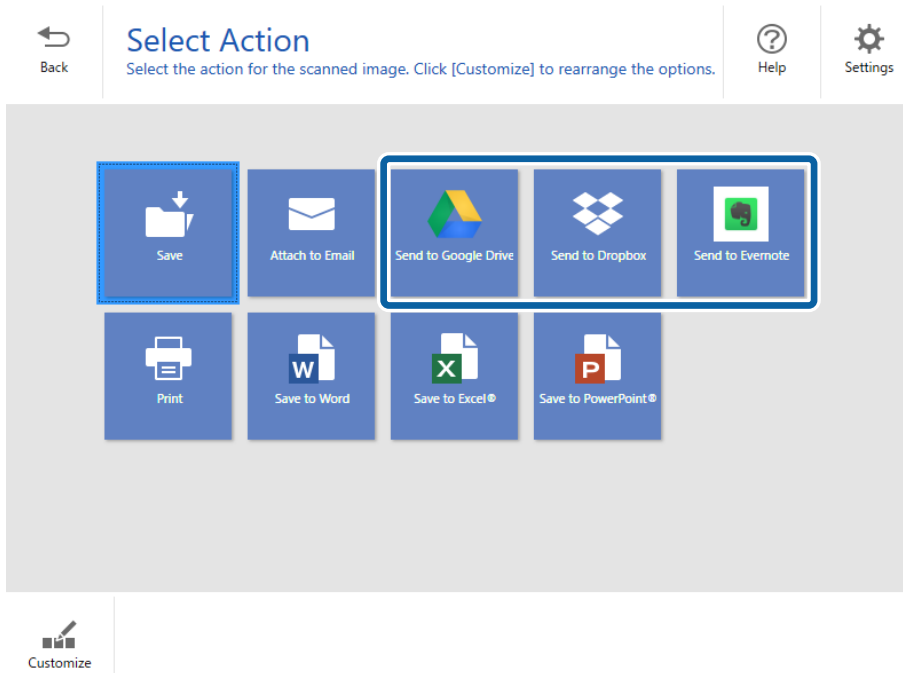 Back
Select Action
Select the action for the scanned image. Click [Customize] to rearrange the options.
Help
Settings
Save
Attach to Email
Send to Google Drive
Send to Dropbox
Send to Evernote
Print
W
Save to Word
X
Save to Excel®
P
Save to PowerPoint®
Customize